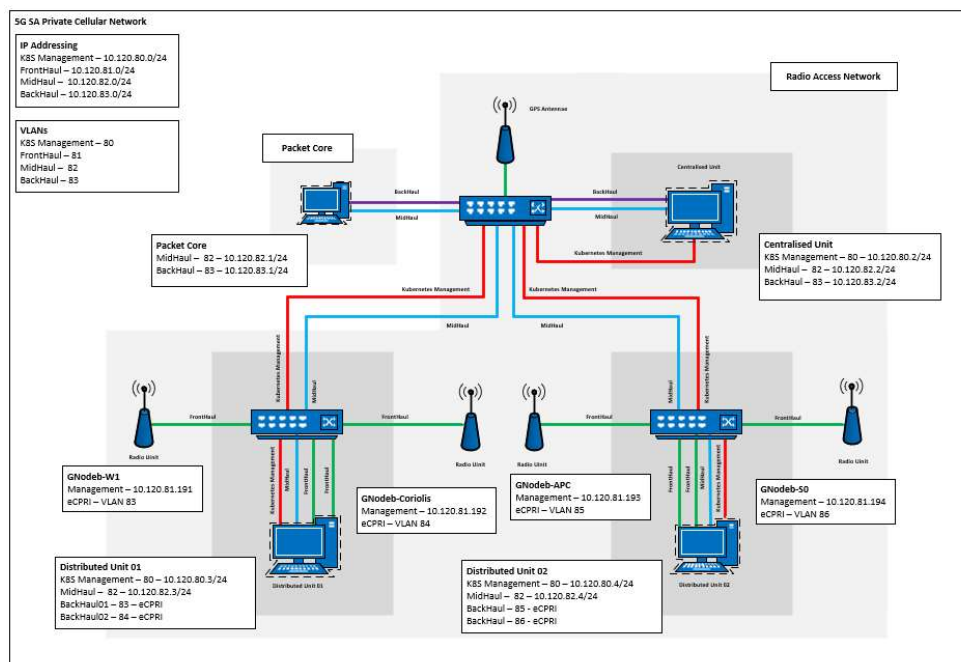 5G SA Private Cellular Network
IP Addressing
K8S Management – 10.120.80.0/24
FrontHaul – 10.120.81.0/24
MidHaul – 10.120.82.0/24
BackHaul – 10.120.83.0/24
VLANs
K8S Management – 80
FrontHaul – 81
MidHaul – 82
BackHaul – 83
Radio Access Network
GPS Antennae
Packet Core
Centralised Unit
BackHaul
MidHaul
BackHaul
MidHaul
Packet Core
MidHaul – 82 – 10.120.82.1/24
BackHaul – 83 – 10.120.83.1/24
Centralised Unit
K8S Management – 80 – 10.120.80.2/24
MidHaul – 82 – 10.120.82.2/24
BackHaul – 83 – 10.120.83.2/24
Kubernetes Management
Kubernetes Management
Kubernetes Management
MidHaul
MidHaul
Kubernetes Management
MidHaul
MidHaul
Kubernetes Management
FrontHaul
FrontHaul
FrontHaul
FrontHaul
Radio Uinit
Radio Uinit
Radio Uinit
Radio Uinit
Kubernetes Management
MidHaul
FrontHaul
FrontHaul
FrontHaul
FrontHaul
MidHaul
Kubernetes Management
GNodeb-W1
Management – 10.120.81.191
eCPRI – VLAN 83
GNodeb-Coriolis
Management – 10.120.81.192
eCPRI – VLAN 84
GNodeb-APC
Management – 10.120.81.193
eCPRI – VLAN 85
GNodeb-S0
Management – 10.120.81.194
eCPRI – VLAN 86
Distributed Unit 01
Distributed Unit 02
Distributed Unit 01
K8S Management – 80 – 10.120.80.3/24
MidHaul – 82 – 10.120.82.3/24
BackHaul01 – 83 – eCPRI
BackHaul02 – 84 – eCPRI
Distributed Unit 02
K8S Management – 80 – 10.120.80.4/24
MidHaul – 82 – 10.120.82.4/24
BackHaul – 85 - eCPRI
BackHaul – 86 - eCPRI